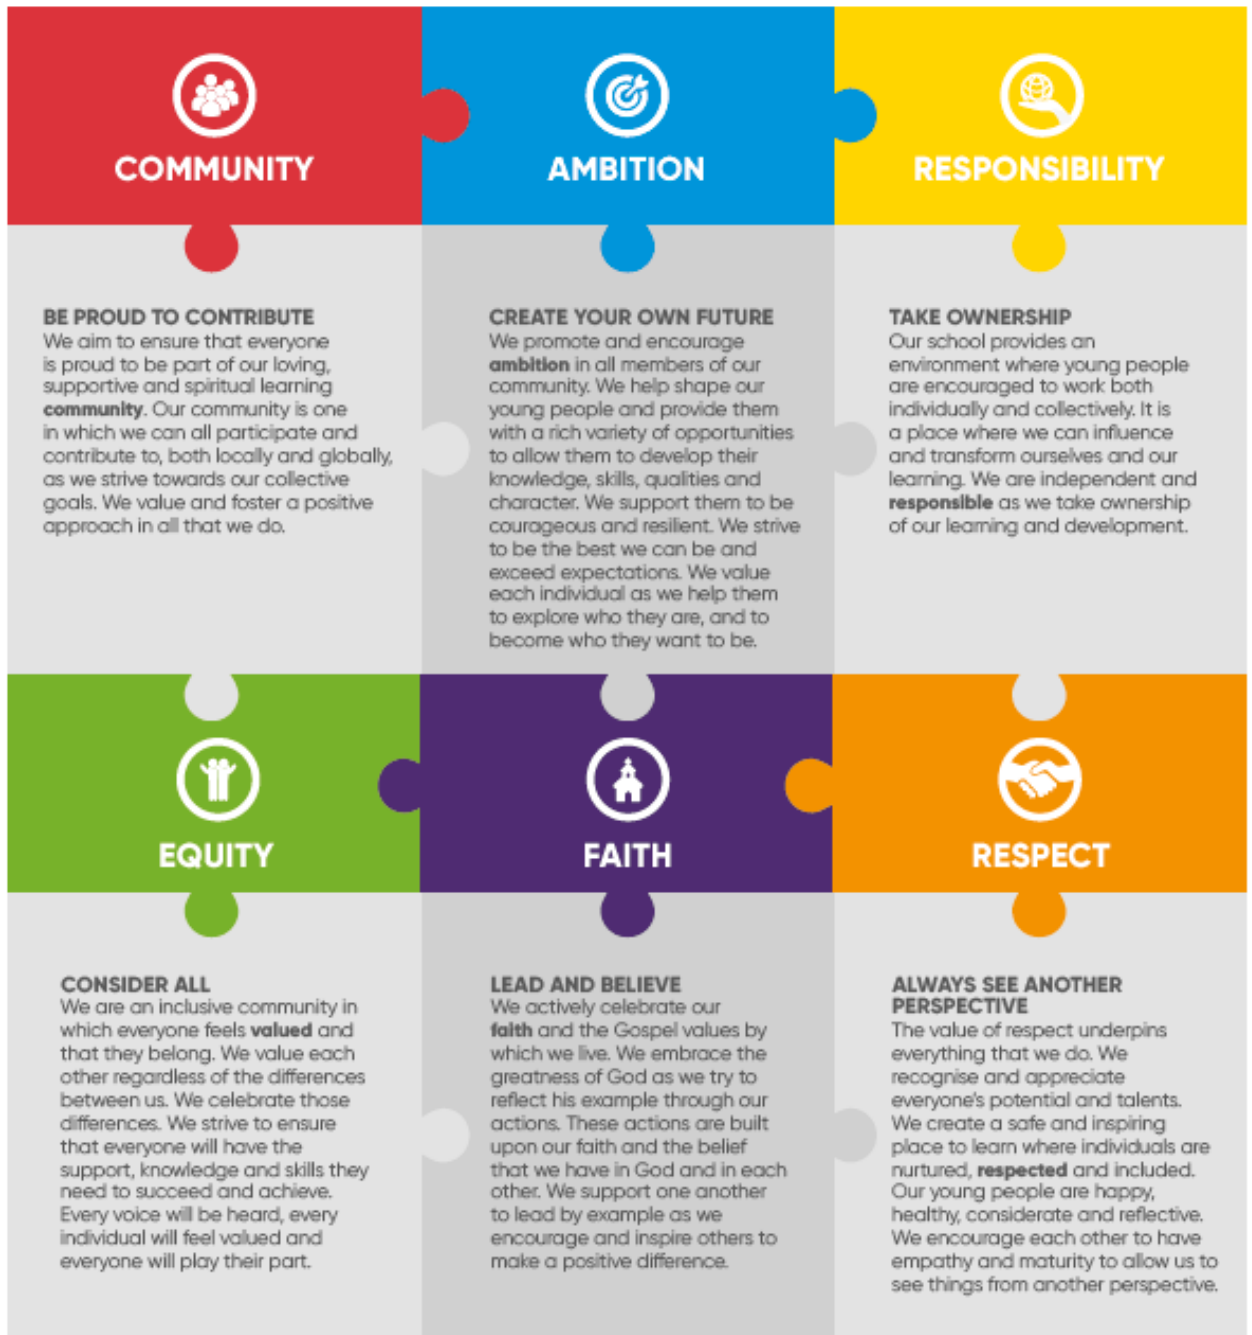 COMMUNITY
AMBITION
RESPONSIBILITY
BE PROUD TO CONTRIBUTE
We aim to ensure that everyone
is proud to be part of our loving,
supportive and spiritual learning
community. Our community is one
in which we can all participate and
contribute to, both locally and globally,
as we strive towards our collective
goals. We value and foster a positive
approach in all that we do.
CREATE YOUR OWN FUTURE
We promote and encourage
ambition in all members of our
community. We help shape our
young people and provide them
with a rich variety of opportunities
to allow them to develop their
knowledge, skills, qualities and
character. We support them to be
courageous and resilient. We strive
to be the best we can be and
exceed expectations. We value
each individual as we help them
to explore who they are, and to
become who they want to be.
TAKE OWNERSHIP
Our school provides an
environment where young people
are encouraged to work both
individually and collectively. It is
a place where we can influence
and transform ourselves and our
learning. We are independent and
responsible as we take ownership
of our learning and development.
EQUITY
FAITH
RESPECT
CONSIDER ALL
We are an inclusive community in
which everyone feels valued and
that they belong. We value each
other regardless of the differences
between us. We celebrate those
differences. We strive to ensure
that everyone will have the
support, knowledge and skills they
need to succeed and achieve.
Every voice will be heard, every
individual will feel valued and
everyone will play their part.
LEAD AND BELIEVE
We actively celebrate our
faith and the Gospel values by
which we live. We embrace the
greatness of God as we try to
reflect his example through our
actions. These actions are built
upon our faith and the belief
that we have in God and in each
other. We support one another
to lead by example as we
encourage and inspire others to
make a positive difference.
ALWAYS SEE ANOTHER
PERSPECTIVE
The value of respect underpins
everything that we do. We
recognise and appreciate
everyone's potential and talents.
We create a safe and inspiring
place to learn where individuals are
nurtured, respected and included.
Our young people are happy,
healthy, considerate and reflective.
We encourage each other to have
empathy and maturity to allow us to
see things from another perspective.